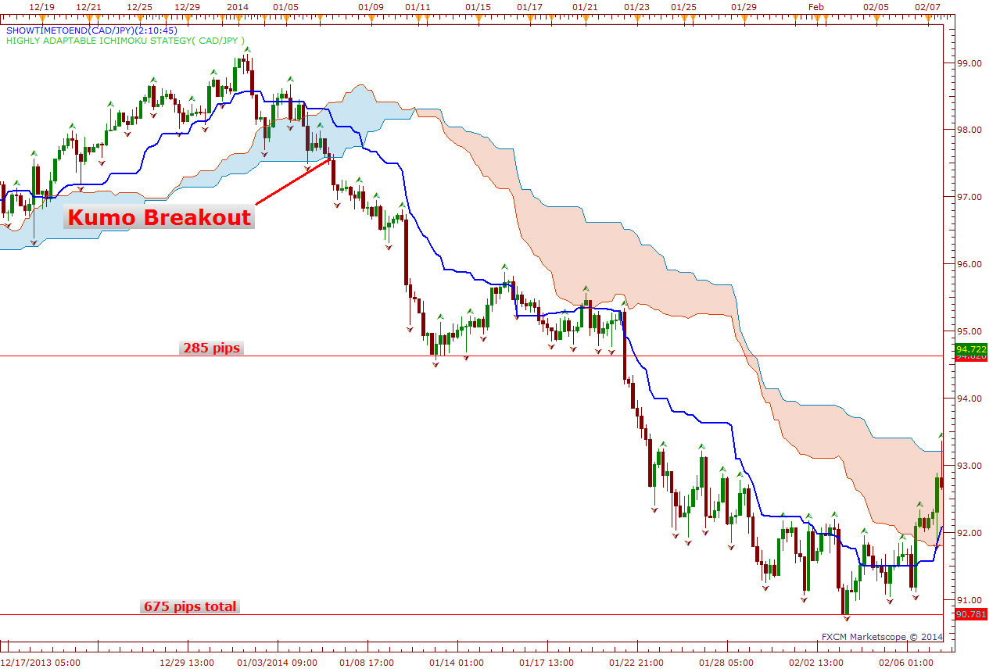 12/19 12/21 12/25 12/29 2014 01/05 01/09 01/11 01/15 01/17 01/21 01/23 01/25 01/29 Feb 02/05 02/07
SHOWTIMETOEND(CAD/JPY)(2:10:45)
HIGHLY ADAPTABLE ICHIMOKU STATEGY( CAD/JPY )
99.00
98.00
97.00
Kumo Breakout
96.00
95.00
285 pips
94.722
94.00
93.00
92.00
91.00
675 pips total
90.781
FXCM Marketscope © 2014
12/17/2013 05:00 12/29 13:00 01/03/2014 09:00 01/08 17:00 01/14 01:00 01/17 13:00 01/22 21:00 01/28 05:00 02/02 13:00 02/06 01:00